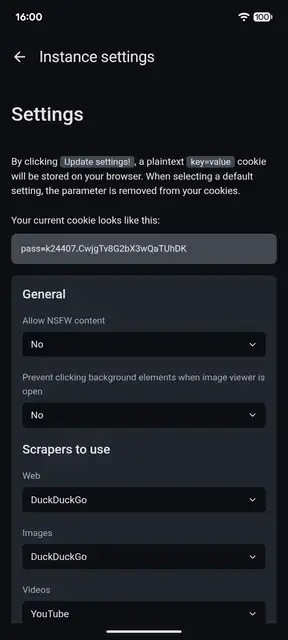 16:00
100
Instance settings
Settings
By clicking Update settings!, a plaintext key=value cookie
will be stored on your browser. When selecting a default
setting, the parameter is removed from your cookies.
Your current cookie looks like this:
pass=k24407.CwjgTv8G2bX3wQaTUhDK
General
Allow NSFW content
No
Prevent clicking background elements when image viewer is
open
No
Scrapers to use
Web
DuckDuckGo
Images
DuckDuckGo
Videos
YouTube